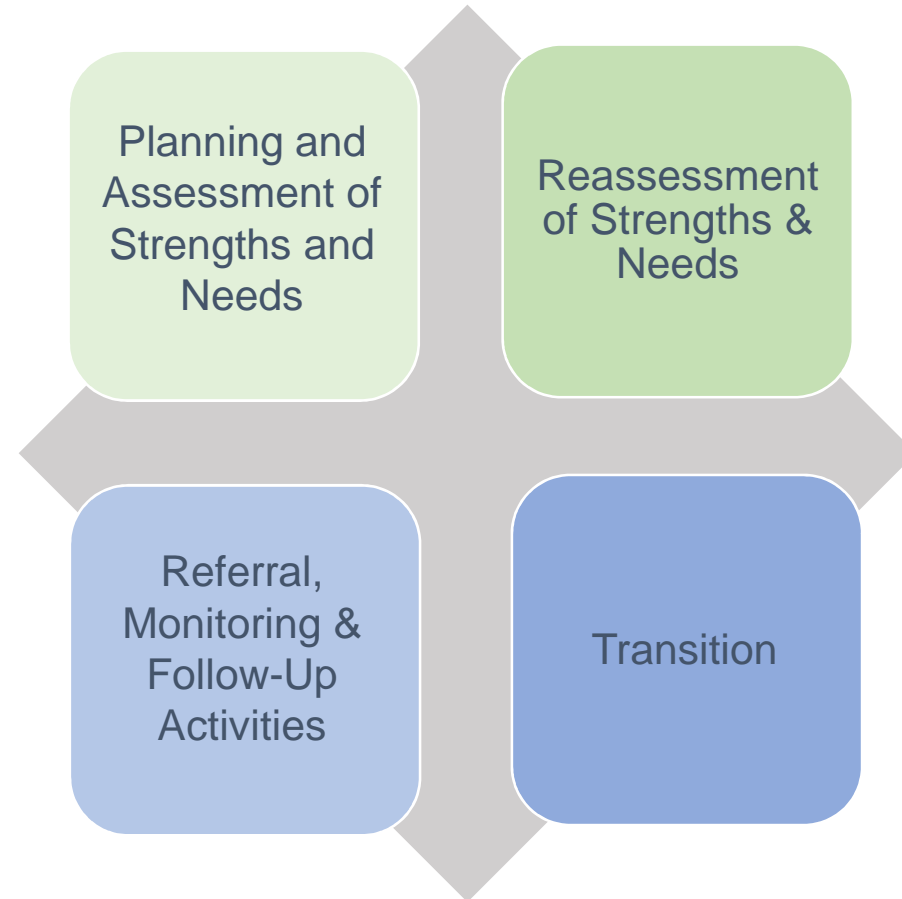 Planning and
Assessment of
Strengths and
Needs
Reassessment
of Strengths &
Needs
Referral,
Monitoring &
Follow-Up
Activities
Transition